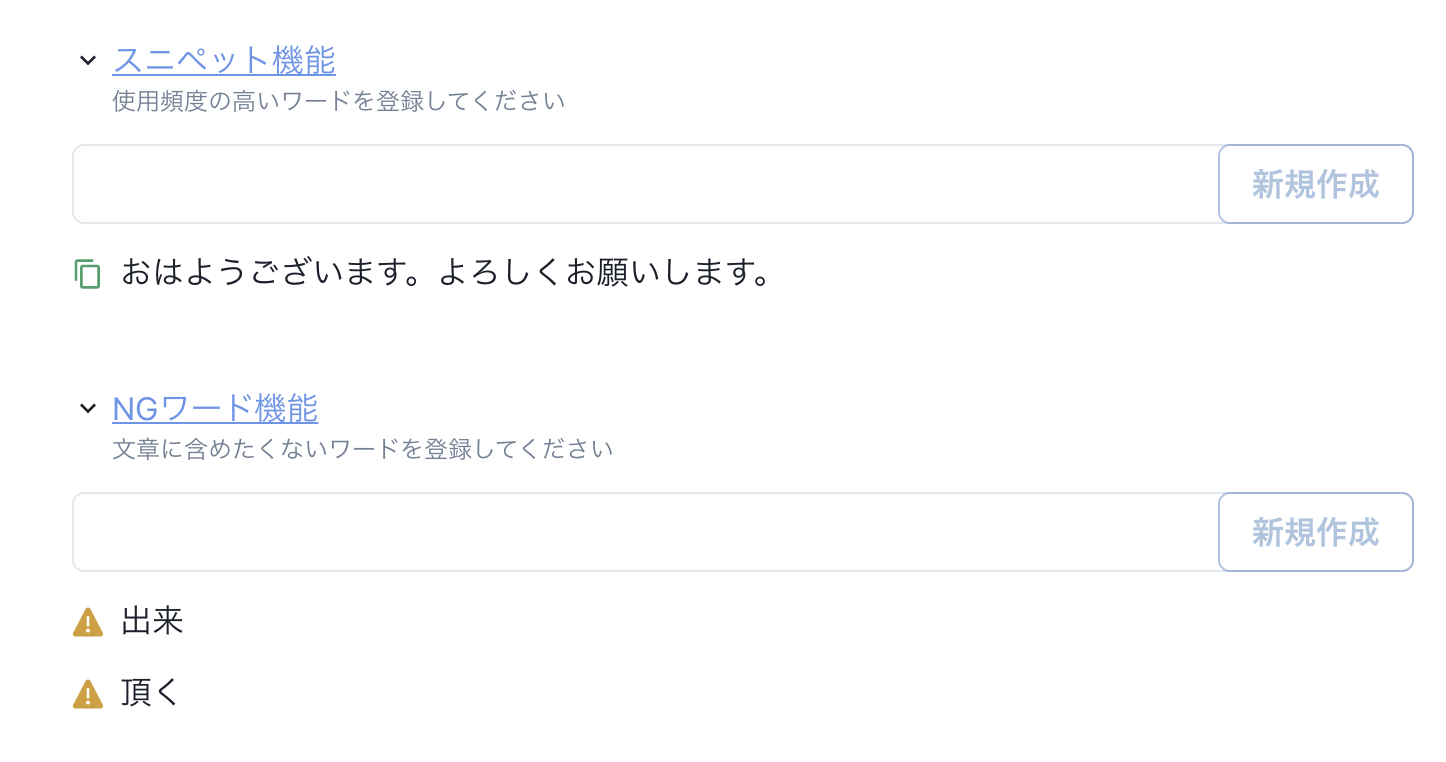 スニペット機能
使用頻度の高いワードを登録してください
新規作成
おはようございます。よろしくお願いします。
NGワード機能
文章に含めたくないワードを登録してください
新規作成
出来
頂く